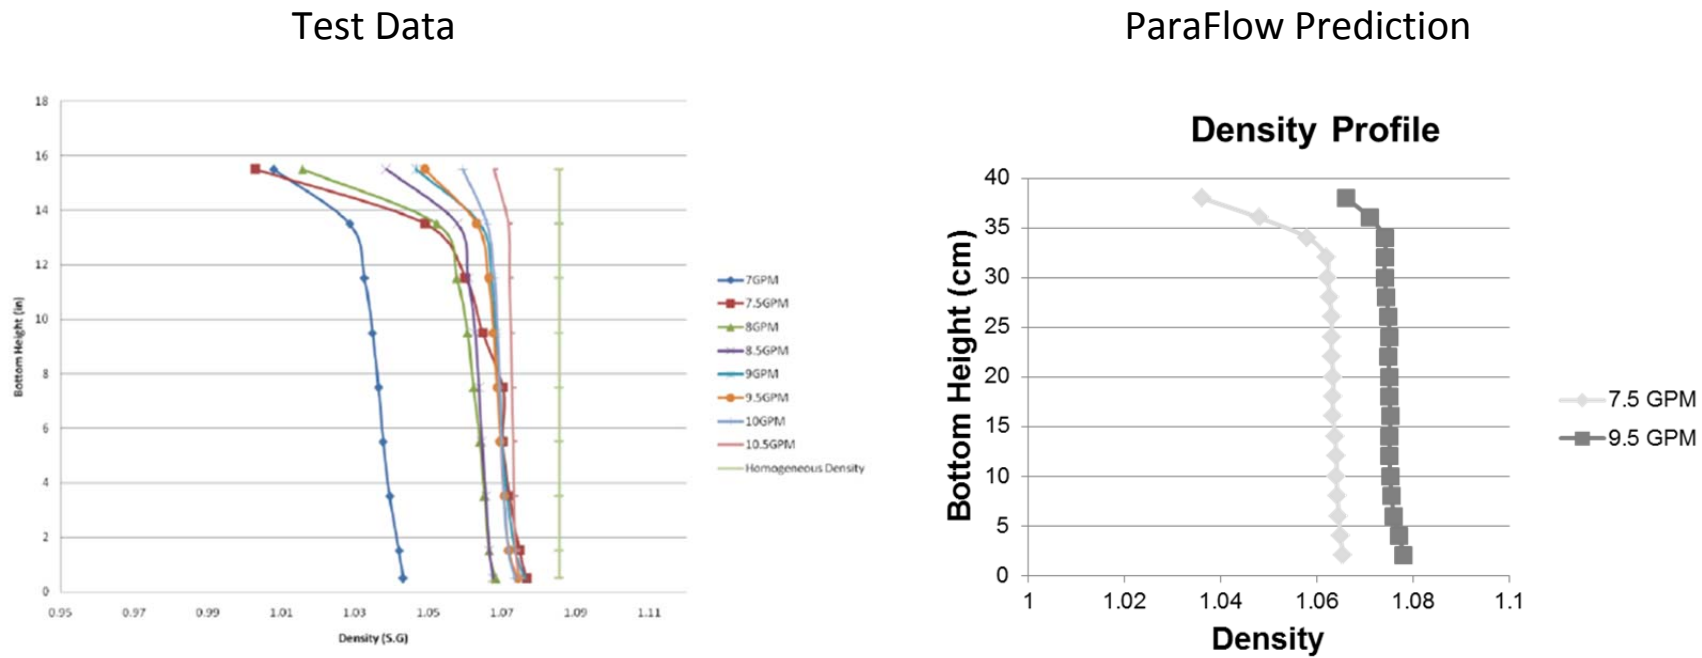 Test Data
ParaFlow Prediction
18
16
14
12
10
8
6
4
2
0
Bottom Height (in)
0.95 0.97 0.99 1.01 1.03 1.05 1.07 1.09 1.11
Density (S.G)
7GPM
7.5GPM
8GPM
8.5GPM
9GPM
9.5GPM
10GPM
10.5GPM
Homogeneous Density
Density Profile
40
35
30
25
20
15
10
5
0
Bottom Height (cm)
1 1.02 1.04 1.06 1.08 1.1
Density
7.5 GPM
9.5 GPM